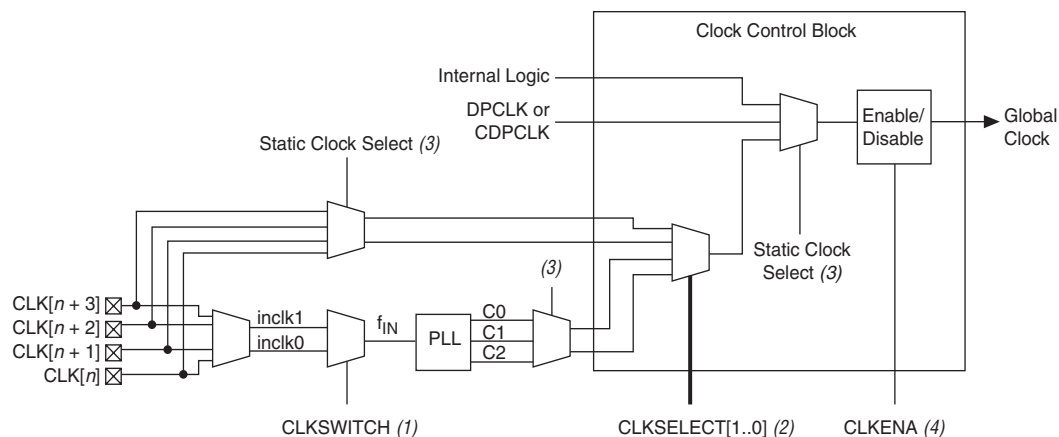 Clock Control Block
Internal Logic
DPCLK or
CDPCLK
Enable/
Disable
Global
Clock
Static Clock Select (3)
Static Clock
Select (3)
(3)
CLK[n + 3]
CLK[n + 2]
CLK[n + 1]
CLK[n]
inclk1
inclk0
fIN
PLL
C0
C1
C2
CLKSWITCH (1)
CLKSELECT[1..0] (2)
CLKENA (4)